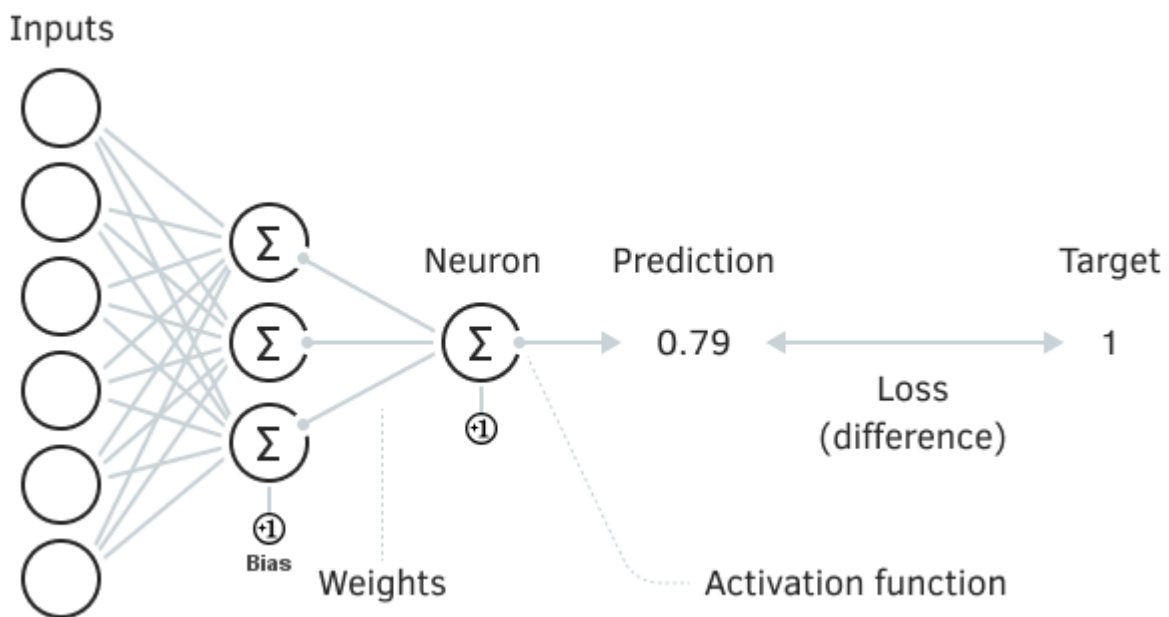 Inputs
Σ
Neuron
Prediction
Target
Σ
Σ
0.79
1
Loss
(difference)
Σ
+1
+1
Bias
Weights
Activation function